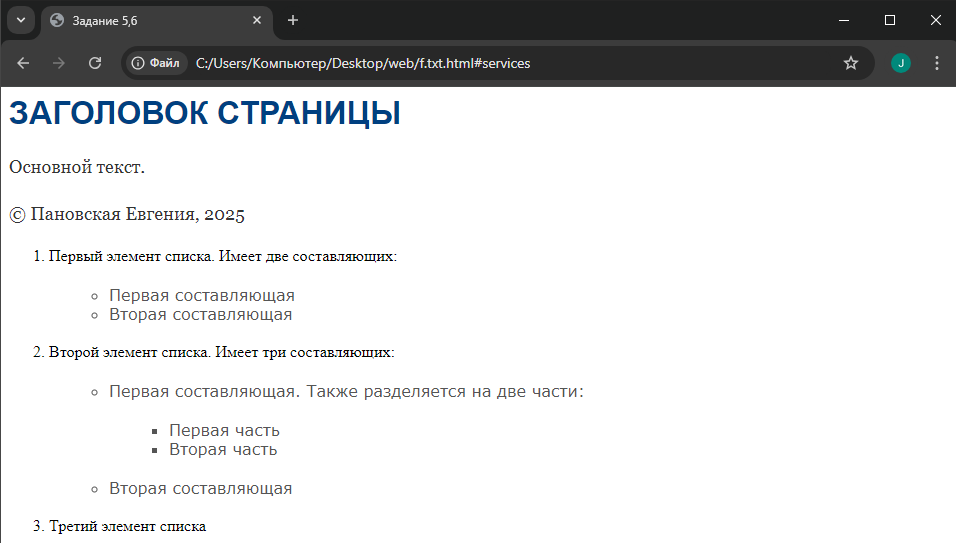 Задание 5,6
Файл C:/Users/Компьютер/Desktop/web/f.txt.html#services J
ЗАГОЛОВОК СТРАНИЦЫ
Основной текст.
© Пановская Евгения, 2025
1. Первый элемент списка. Имеет две составляющих:
Первая составляющая
Вторая составляющая
2. Второй элемент списка. Имеет три составляющих:
Первая составляющая. Также разделяется на две части:
Первая часть
Вторая часть
Вторая составляющая
3. Третий элемент списка